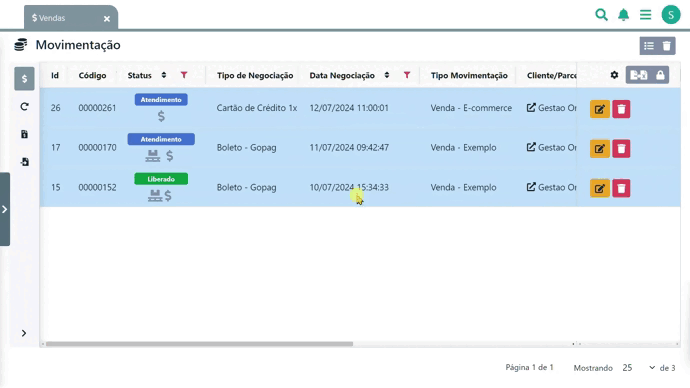 $ Vendas ×
S
Movimentação
Id Código Status Tipo de Negociação Data Negociação Tipo Movimentação Cliente/Parce
26 00000261 Atendimento Cartão de Crédito 1x 12/07/2024 11:00:01 Venda - E-commerce Gestao On
17 00000170 Atendimento Boleto - Gopag 11/07/2024 09:42:47 Venda - Exemplo Gestao On
15 00000152 Liberado Boleto - Gopag 10/07/2024 15:34:33 Venda - Exemplo Gestao On
Página 1 de 1 Mostrando 25 de 3